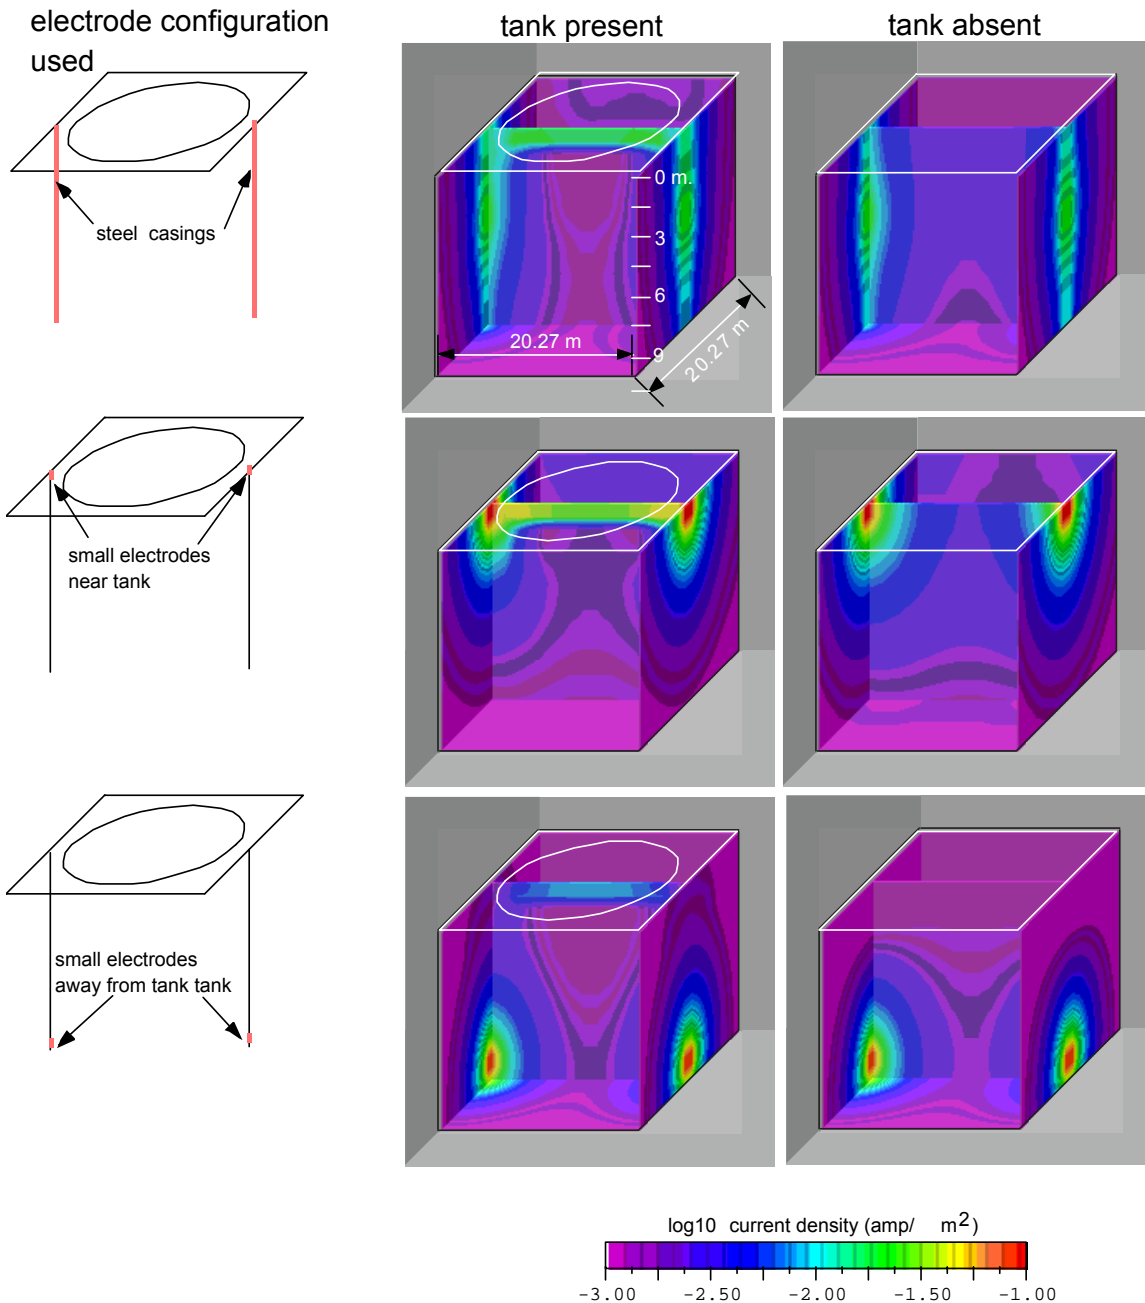 electrode configuration
used
tank present
tank absent
steel casings
0 m.
3
6
9
20.27 m
20.27 m
small electrodes
near tank
small electrodes
away from tank tank
log10 current density (amp/ m2)
-3.00 -2.50 -2.00 -1.50 -1.00